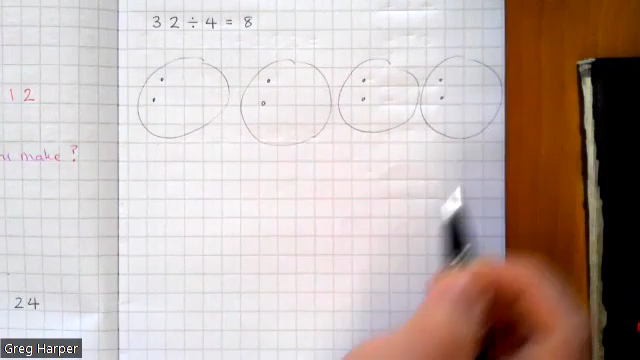 32 ÷ 4 = 8
12
make ?
24
Greg Harper